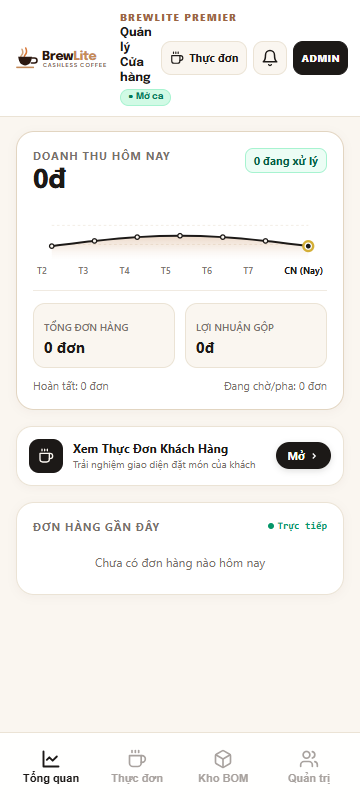 BREWLITE PREMIER
BrewLite
CASHLESS COFFEE
Quản
lý
Cửa
hàng
Mở ca
Thực đơn
ADMIN
DOANH THU HÔM NAY
0 đang xử lý
0đ
T2 T3 T4 T5 T6 T7 CN (Nay)
TỔNG ĐƠN HÀNG
0 đơn
LỢI NHUẬN GỘP
0đ
Hoàn tất: 0 đơn
Đang chờ/pha: 0 đơn
Xem Thực Đơn Khách Hàng
Trải nghiệm giao diện đặt món của khách
Mở ›
ĐƠN HÀNG GẦN ĐÂY
Trực tiếp
Chưa có đơn hàng nào hôm nay
Tổng quan
Thực đơn
Kho BOM
Quản trị